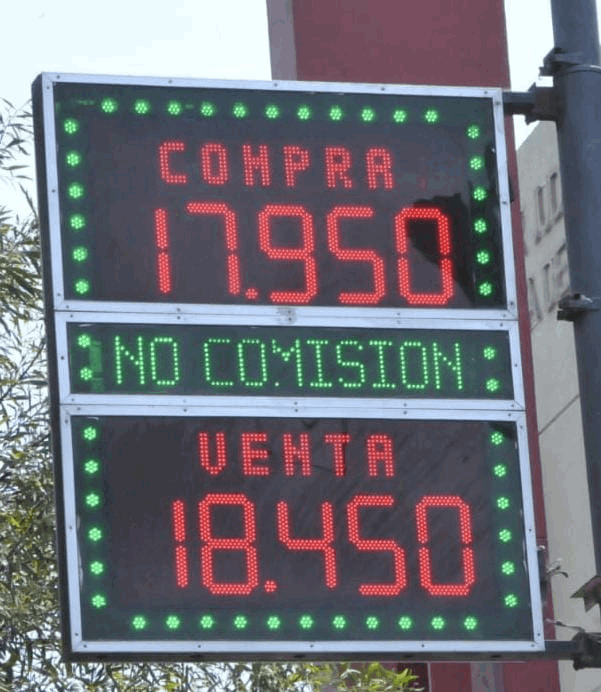 COMPRA
17.950
NO COMISION
VENTA
18.450